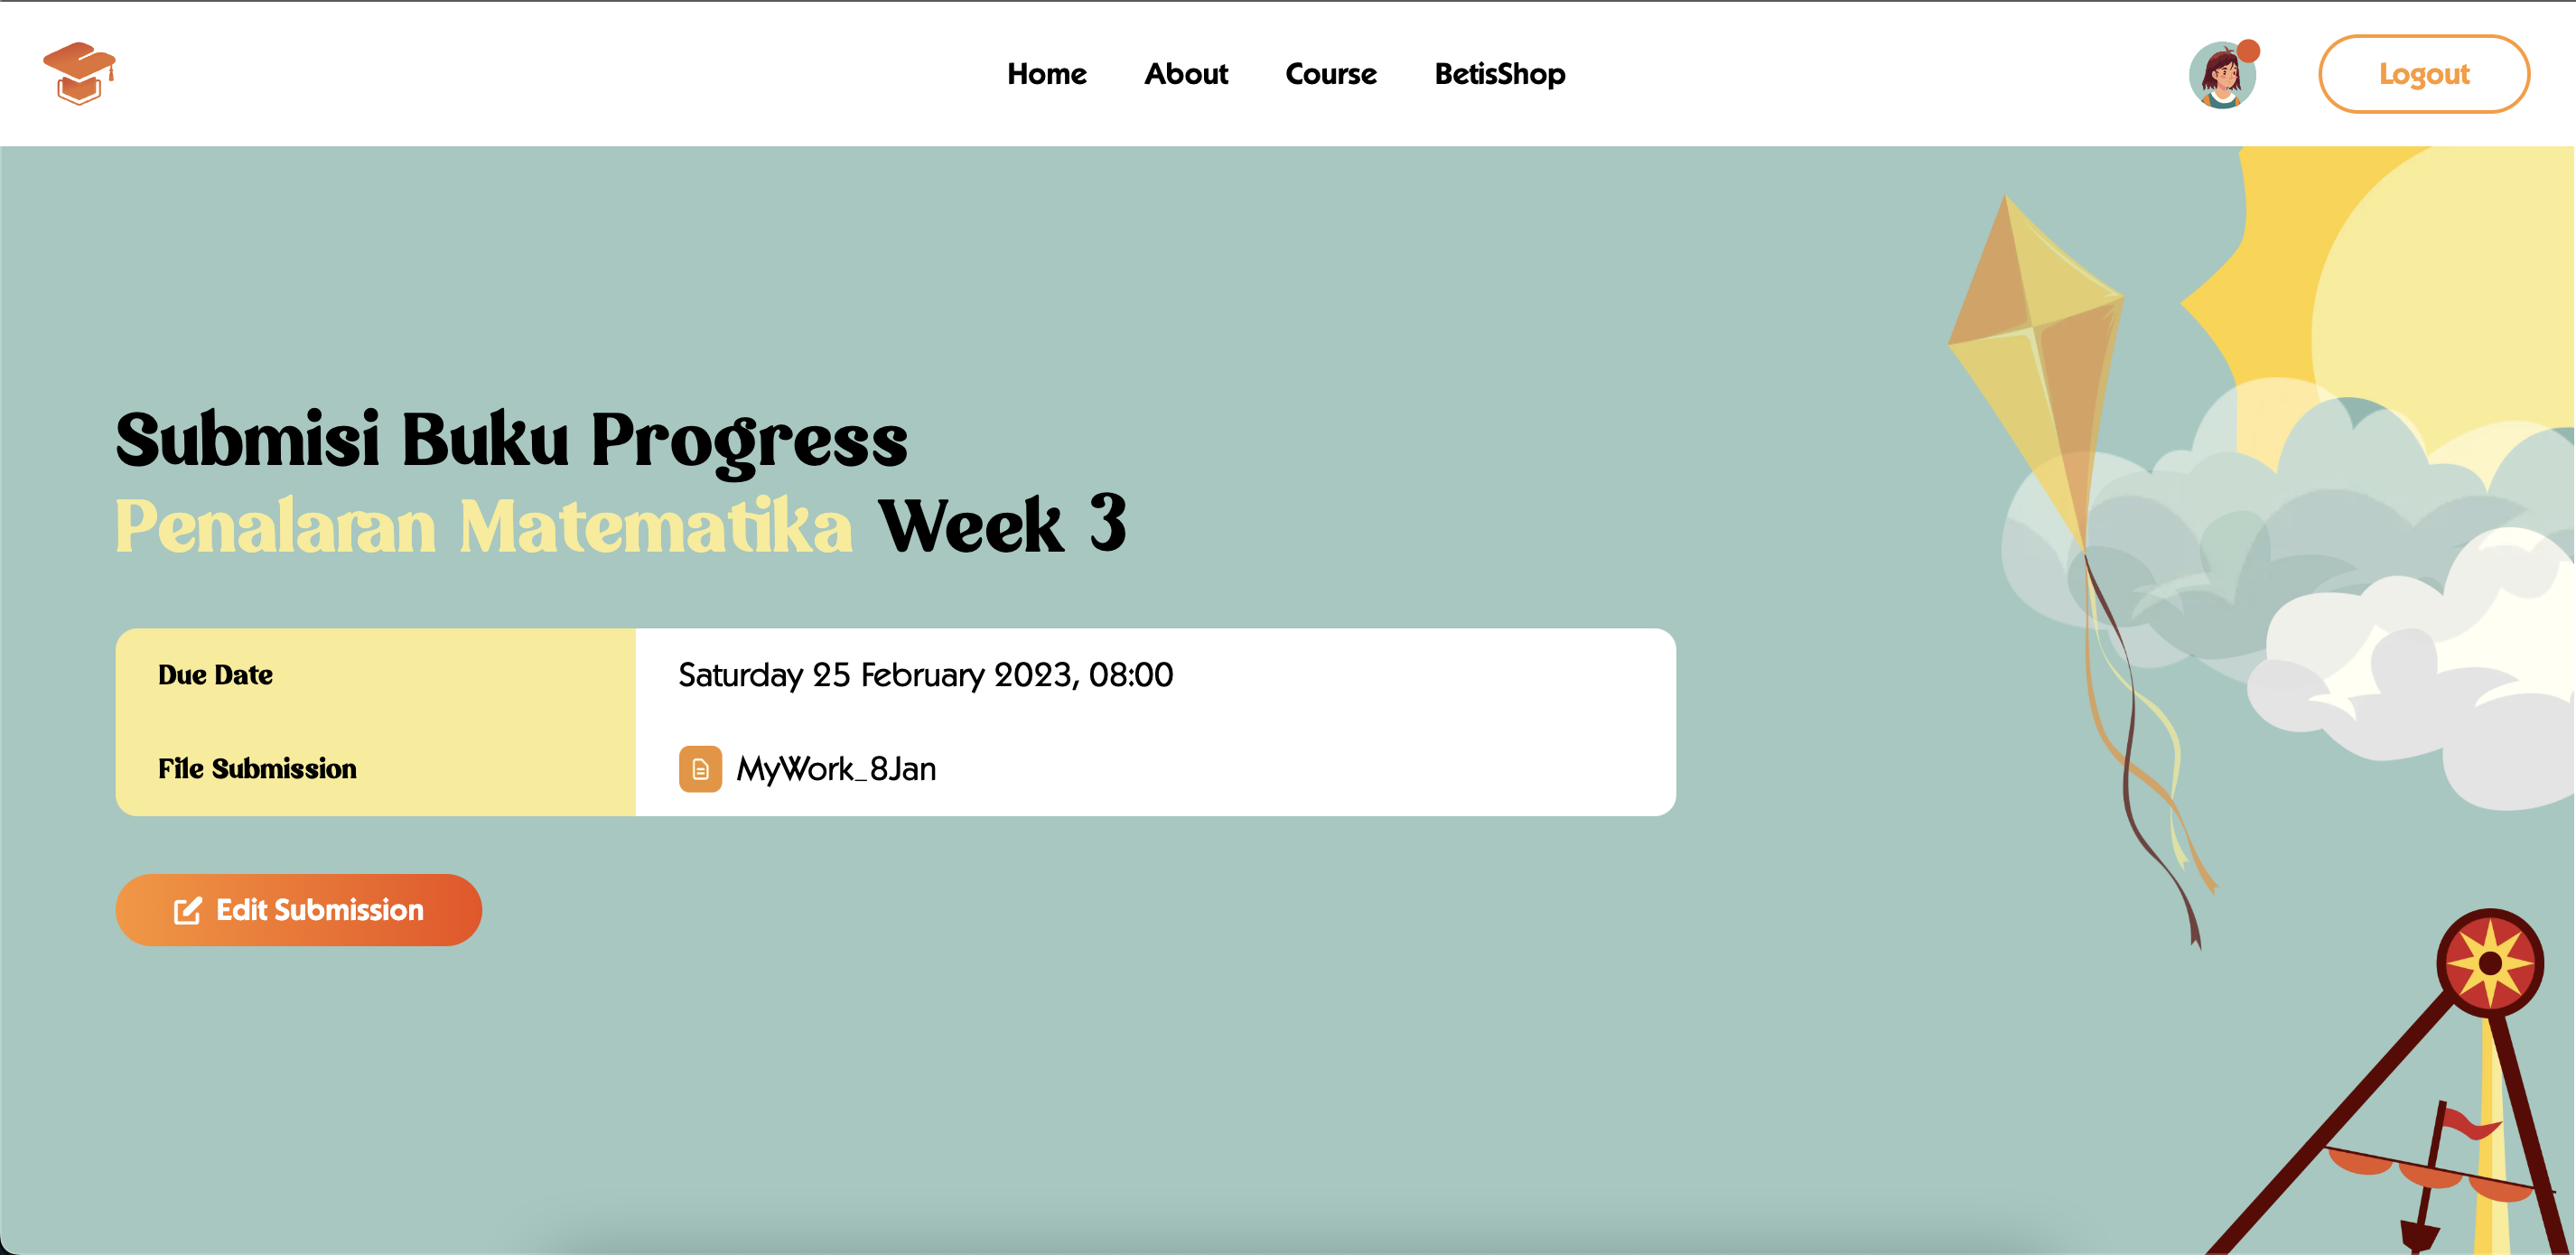 Home About Course BetisShop Logout
Submisi Buku Progress
Penalaran Matematika Week 3
Due Date Saturday 25 February 2023, 08:00
File Submission MyWork_8Jan
Edit Submission